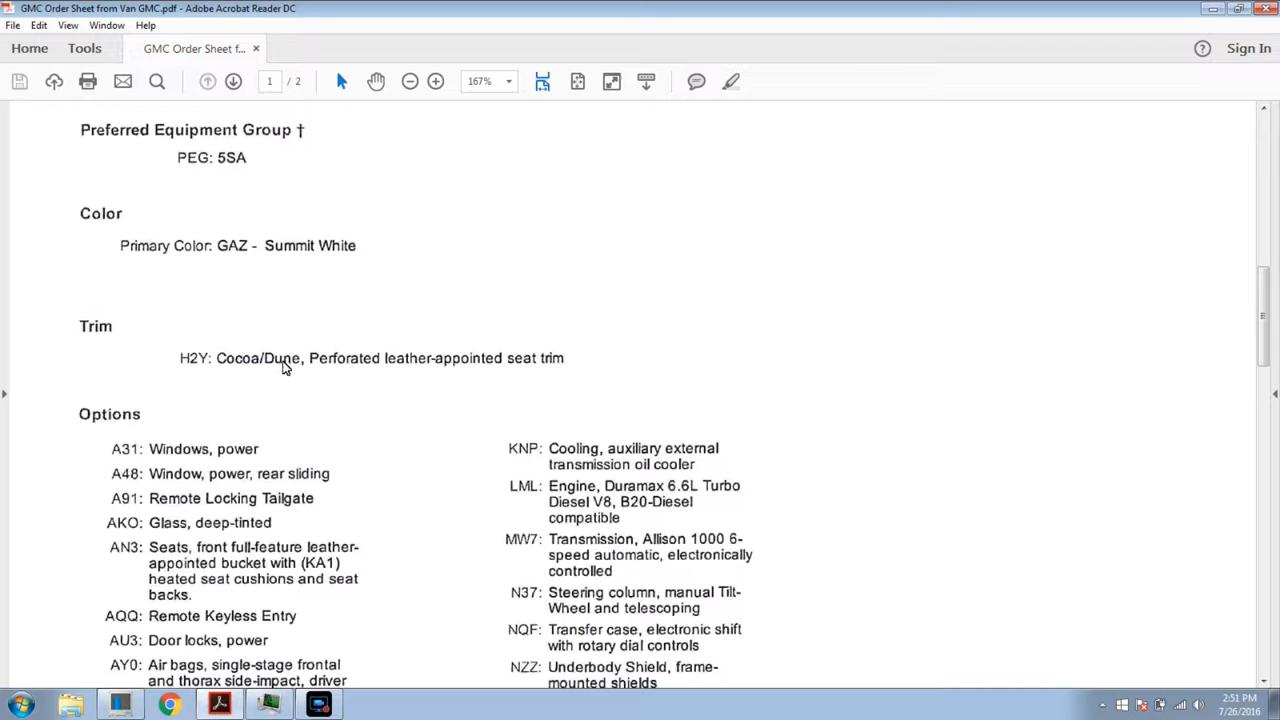 GMC Order Sheet from Van GMC.pdf - Adobe Acrobat Reader DC
File Edit View Window Help
Home Tools GMC Order Sheet f... × ? Sign In
1 / 2 167%
Preferred Equipment Group †
PEG: 5SA
Color
Primary Color: GAZ - Summit White
Trim
H2Y: Cocoa/Dune, Perforated leather-appointed seat trim
Options
A31: Windows, power
A48: Window, power, rear sliding
A91: Remote Locking Tailgate
AKO: Glass, deep-tinted
AN3: Seats, front full-feature leather-
appointed bucket with (KA1)
heated seat cushions and seat
backs.
AQQ: Remote Keyless Entry
AU3: Door locks, power
AY0: Air bags, single-stage frontal
and thorax side-impact, driver
KNP: Cooling, auxiliary external
transmission oil cooler
LML: Engine, Duramax 6.6L Turbo
Diesel V8, B20-Diesel
compatible
MW7: Transmission, Allison 1000 6-
speed automatic, electronically
controlled
N37: Steering column, manual Tilt-
Wheel and telescoping
NQF: Transfer case, electronic shift
with rotary dial controls
NZZ: Underbody Shield, frame-
mounted shields
2:51 PM
7/26/2016